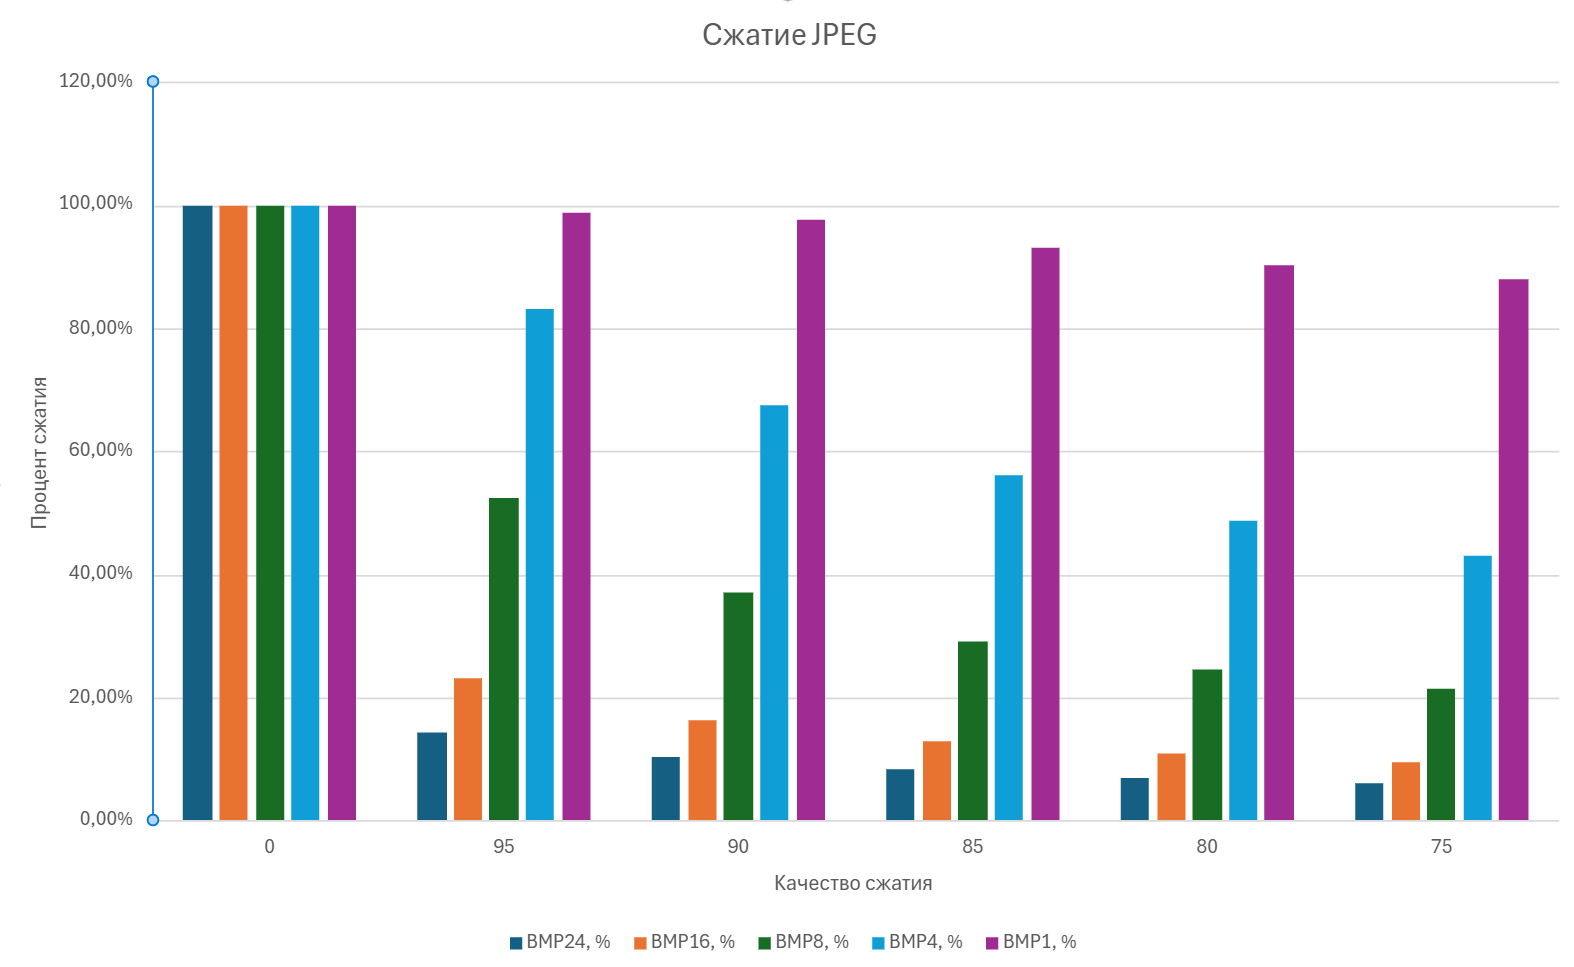 Сжатие JPEG
120,00%
100,00%
80,00%
60,00%
40,00%
20,00%
0,00%
Процент сжатия
0 95 90 85 80 75
Качество сжатия
BMP24, % BMP16, % BMP8, % BMP4, % BMP1, %